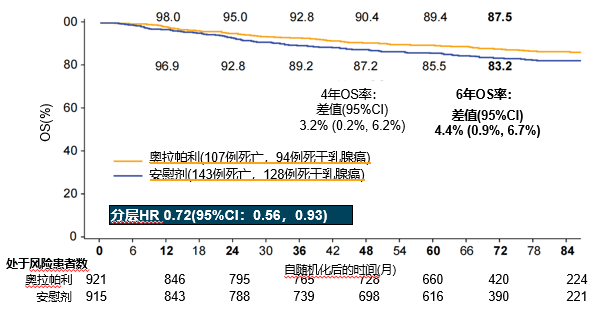 98.0 95.0 92.8 90.4 89.4 87.5
96.9 92.8 89.2 87.2 85.5 83.2
100
80
60
40
20
0
OS(%)
4年OS率：
差值(95%CI)
3.2% (0.2%, 6.2%)
6年OS率：
差值(95%CI)
4.4% (0.9%, 6.7%)
奥拉帕利(107例死亡，94例死于乳腺癌)
安慰剂(143例死亡，128例死于乳腺癌)
分层HR 0.72(95%CI：0.56，0.93)
0 6 12 18 24 30 36 42 48 54 60 66 72 78 84
自随机化后的时间(月)
处于风险患者数
奥拉帕利 921 846 795 765 728 660 420 224
安慰剂 915 843 788 739 698 616 390 221